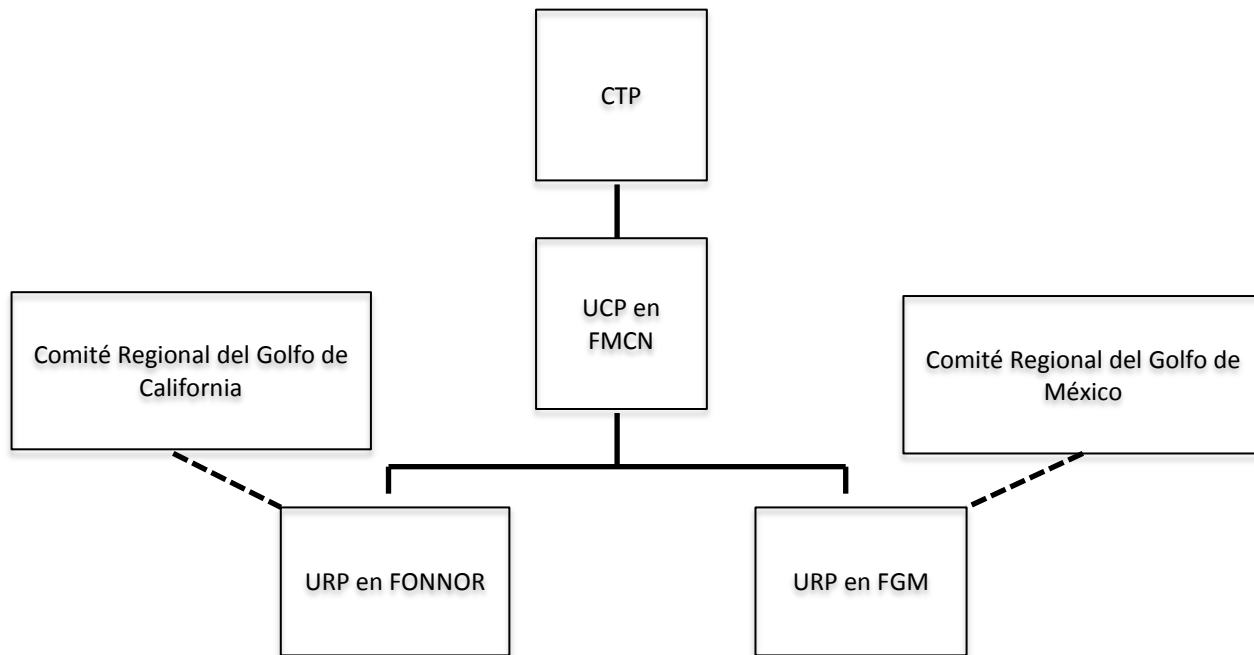 CTP
UCP en
FMCN
Comité Regional del Golfo de
California
Comité Regional del Golfo de
México
URP en FONNOR
URP en FGM